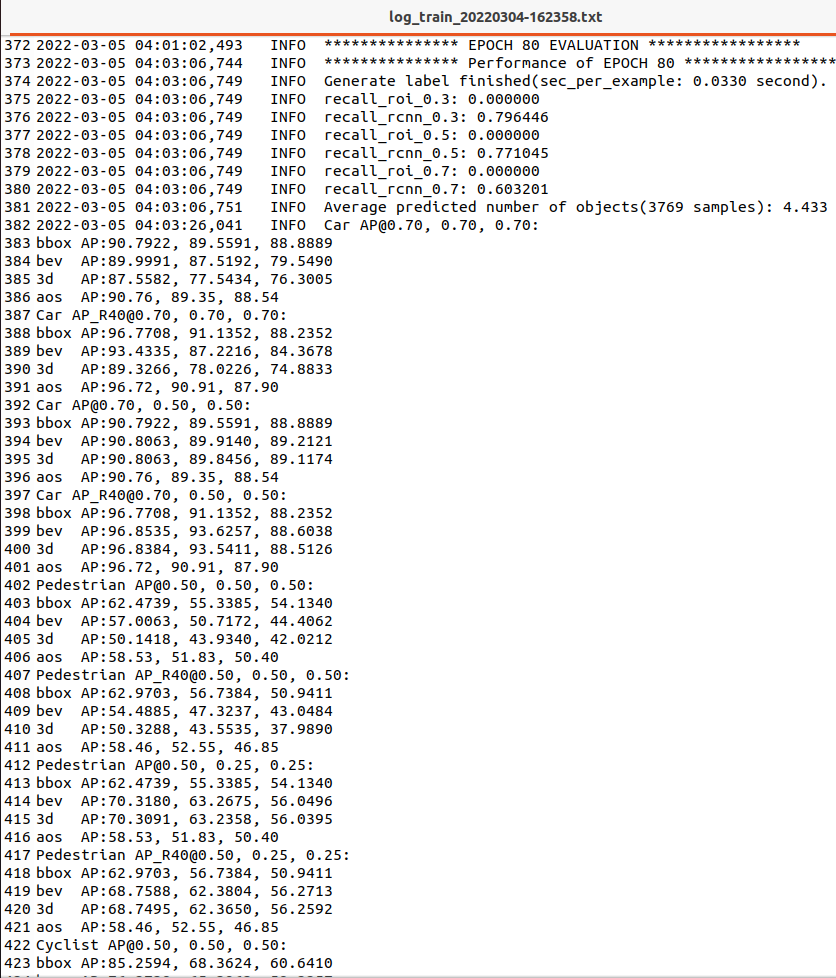 log_train_20220304-162358.txt
372 2022-03-05 04:01:02,493   INFO  *************** EPOCH 80 EVALUATION *****************
373 2022-03-05 04:03:06,744   INFO  *************** Performance of EPOCH 80 *****************
374 2022-03-05 04:03:06,749   INFO  Generate label finished(sec_per_example: 0.0330 second).
375 2022-03-05 04:03:06,749   INFO  recall_roi_0.3: 0.000000
376 2022-03-05 04:03:06,749   INFO  recall_rcnn_0.3: 0.796446
377 2022-03-05 04:03:06,749   INFO  recall_roi_0.5: 0.000000
378 2022-03-05 04:03:06,749   INFO  recall_rcnn_0.5: 0.771045
379 2022-03-05 04:03:06,749   INFO  recall_roi_0.7: 0.000000
380 2022-03-05 04:03:06,749   INFO  recall_rcnn_0.7: 0.603201
381 2022-03-05 04:03:06,751   INFO  Average predicted number of objects(3769 samples): 4.433
382 2022-03-05 04:03:26,041   INFO  Car AP@0.70, 0.70, 0.70:
383 bbox AP:90.7922, 89.5591, 88.8889
384 bev  AP:89.9991, 87.5192, 79.5490
385 3d   AP:87.5582, 77.5434, 76.3005
386 aos  AP:90.76, 89.35, 88.54
387 Car AP_R40@0.70, 0.70, 0.70:
388 bbox AP:96.7708, 91.1352, 88.2352
389 bev  AP:93.4335, 87.2216, 84.3678
390 3d   AP:89.3266, 78.0226, 74.8833
391 aos  AP:96.72, 90.91, 87.90
392 Car AP@0.70, 0.50, 0.50:
393 bbox AP:90.7922, 89.5591, 88.8889
394 bev  AP:90.8063, 89.9140, 89.2121
395 3d   AP:90.8063, 89.8456, 89.1174
396 aos  AP:90.76, 89.35, 88.54
397 Car AP_R40@0.70, 0.50, 0.50:
398 bbox AP:96.7708, 91.1352, 88.2352
399 bev  AP:96.8535, 93.6257, 88.6038
400 3d   AP:96.8384, 93.5411, 88.5126
401 aos  AP:96.72, 90.91, 87.90
402 Pedestrian AP@0.50, 0.50, 0.50:
403 bbox AP:62.4739, 55.3385, 54.1340
404 bev  AP:57.0063, 50.7172, 44.4062
405 3d   AP:50.1418, 43.9340, 42.0212
406 aos  AP:58.53, 51.83, 50.40
407 Pedestrian AP_R40@0.50, 0.50, 0.50:
408 bbox AP:62.9703, 56.7384, 50.9411
409 bev  AP:54.4885, 47.3237, 43.0484
410 3d   AP:50.3288, 43.5535, 37.9890
411 aos  AP:58.46, 52.55, 46.85
412 Pedestrian AP@0.50, 0.25, 0.25:
413 bbox AP:62.4739, 55.3385, 54.1340
414 bev  AP:70.3180, 63.2675, 56.0496
415 3d   AP:70.3091, 63.2358, 56.0395
416 aos  AP:58.53, 51.83, 50.40
417 Pedestrian AP_R40@0.50, 0.25, 0.25:
418 bbox AP:62.9703, 56.7384, 50.9411
419 bev  AP:68.7588, 62.3804, 56.2713
420 3d   AP:68.7495, 62.3650, 56.2592
421 aos  AP:58.46, 52.55, 46.85
422 Cyclist AP@0.50, 0.50, 0.50:
423 bbox AP:85.2594, 68.3624, 60.6410